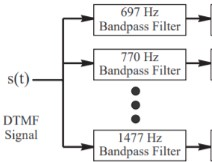 697 Hz
Bandpass Filter
770 Hz
Bandpass Filter
s(t)
DTMF
Signal
1477 Hz
Bandpass Filter